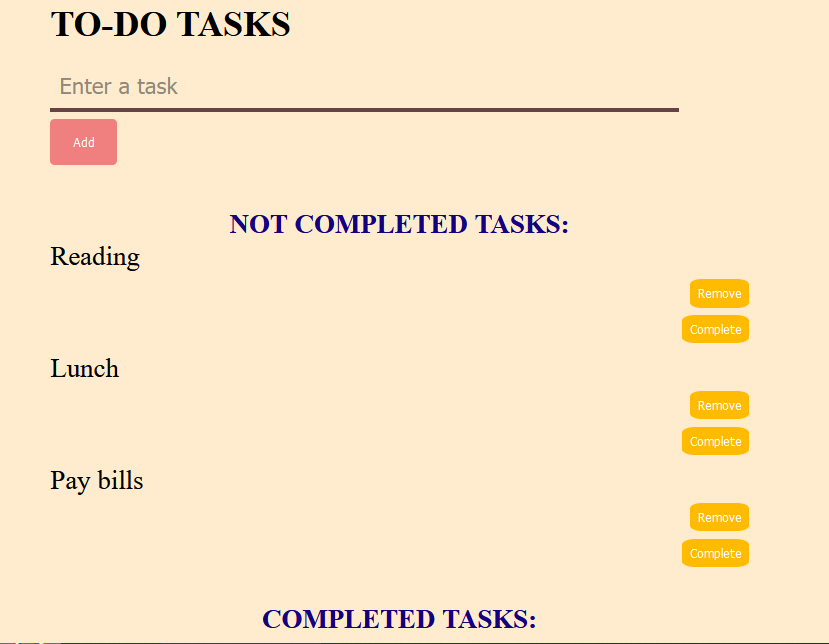 TO-DO TASKS
Enter a task
Add
NOT COMPLETED TASKS:
Reading
Remove
Complete
Lunch
Remove
Complete
Pay bills
Remove
Complete
COMPLETED TASKS: